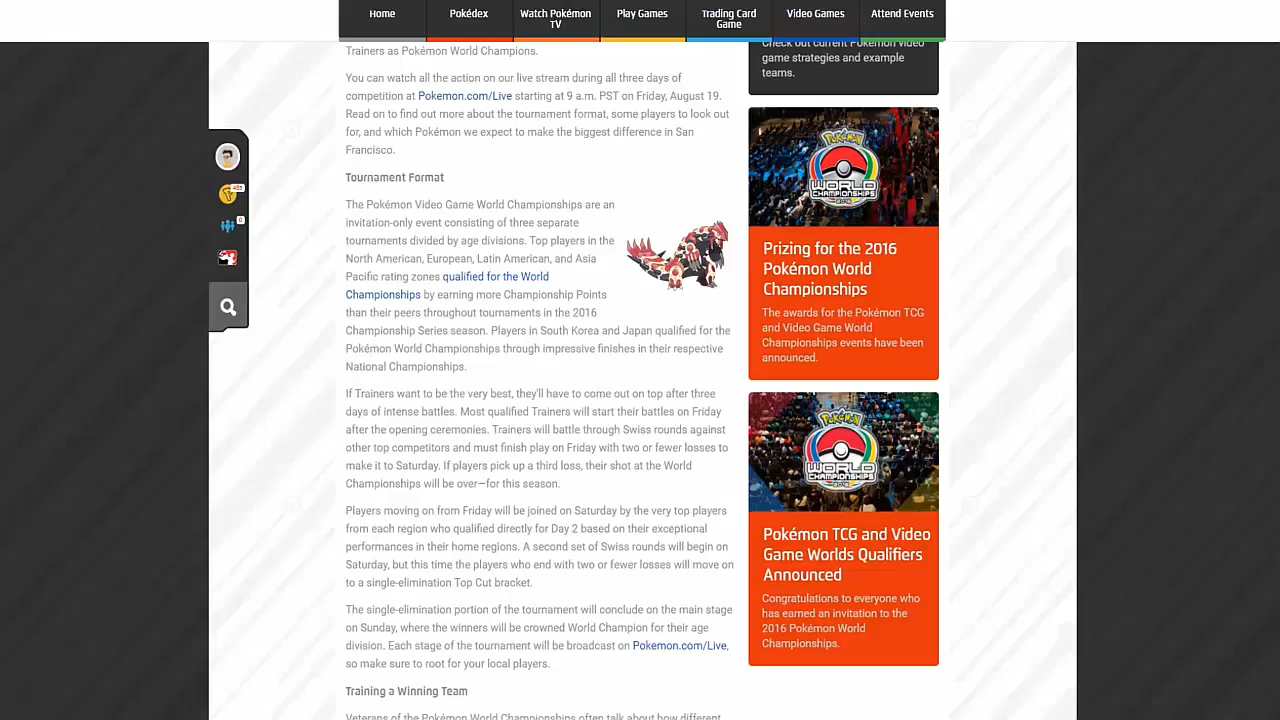 Home
Pokédex
Watch Pokémon
TV
Play Games
Trading Card
Game
Video Games
Attend Events
Trainers as Pokémon World Champions.
You can watch all the action on our live stream during all three days of
competition at Pokemon.com/Live starting at 9 a.m. PST on Friday, August 19.
Read on to find out more about the tournament format, some players to look out
for, and which Pokémon we expect to make the biggest difference in San
Francisco.
Tournament Format
The Pokémon Video Game World Championships are an
invitation-only event consisting of three separate
tournaments divided by age divisions. Top players in the
North American, European, Latin American, and Asia
Pacific rating zones qualified for the World
Championships by earning more Championship Points
than their peers throughout tournaments in the 2016
Championship Series season. Players in South Korea and Japan qualified for the
Pokémon World Championships through impressive finishes in their respective
National Championships.
If Trainers want to be the very best, they'll have to come out on top after three
days of intense battles. Most qualified Trainers will start their battles on Friday
after the opening ceremonies. Trainers will battle through Swiss rounds against
other top competitors and must finish play on Friday with two or fewer losses to
make it to Saturday. If players pick up a third loss, their shot at the World
Championships will be over—for this season.
Players moving on from Friday will be joined on Saturday by the very top players
from each region who qualified directly for Day 2 based on their exceptional
performances in their home regions. A second set of Swiss rounds will begin on
Saturday, but this time the players who end with two or fewer losses will move on
to a single-elimination Top Cut bracket.
The single-elimination portion of the tournament will conclude on the main stage
on Sunday, where the winners will be crowned World Champion for their age
division. Each stage of the tournament will be broadcast on Pokemon.com/Live,
so make sure to root for your local players.
Training a Winning Team
Veterans of the Pokémon World Championships often talk about how different
Check out current Pokémon video
game strategies and example
teams.
POKéMON
WORLD
CHAMPIONSHIPS
2016
Prizing for the 2016
Pokémon World
Championships
The awards for the Pokémon TCG
and Video Game World
Championships events have been
announced.
POKéMON
WORLD
CHAMPIONSHIPS
2016
Pokémon TCG and Video
Game Worlds Qualifiers
Announced
Congratulations to everyone who
has earned an invitation to the
2016 Pokémon World
Championships.
0